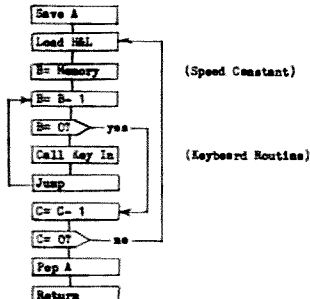 Save A
Load H&L
B= Memory (Speed Constant)
B= B- 1
B= 0? yes
Call Key In (Keyboard Routine)
Jump
C= C- 1
C= 0? no
Pop A
Return